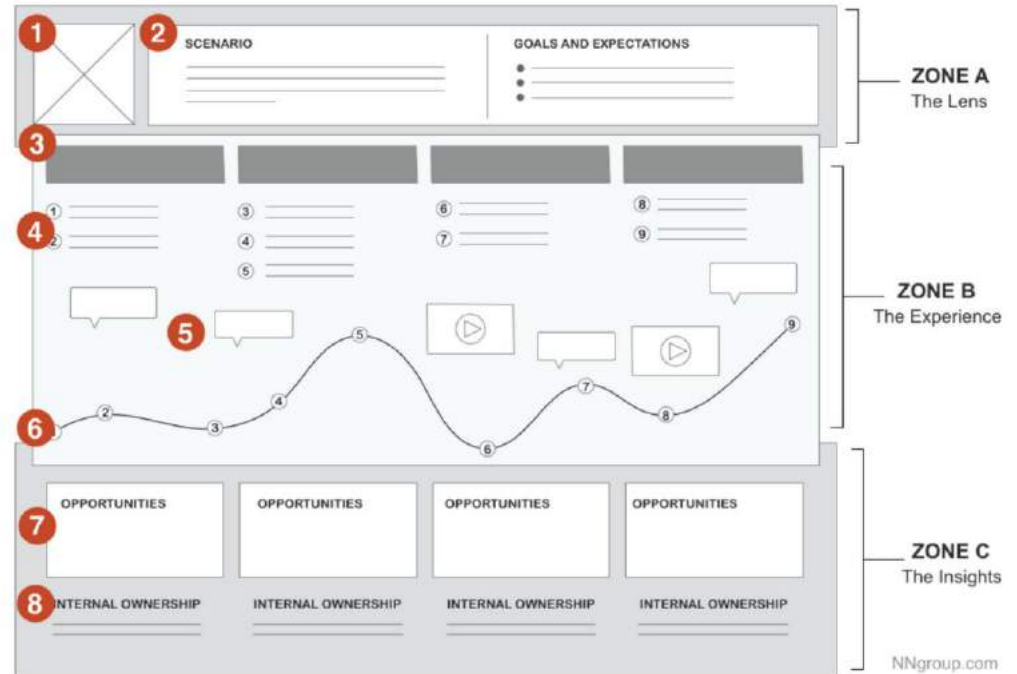 1
2
SCENARIO
GOALS AND EXPECTATIONS
ZONE A
The Lens
3
1
3
6
8
4
2
4
7
9
5
ZONE B
The Experience
5
9
5
7
4
2
8
3
6
6
OPPORTUNITIES
OPPORTUNITIES
OPPORTUNITIES
OPPORTUNITIES
7
ZONE C
The Insights
8
INTERNAL OWNERSHIP
INTERNAL OWNERSHIP
INTERNAL OWNERSHIP
INTERNAL OWNERSHIP
NNgroup.com